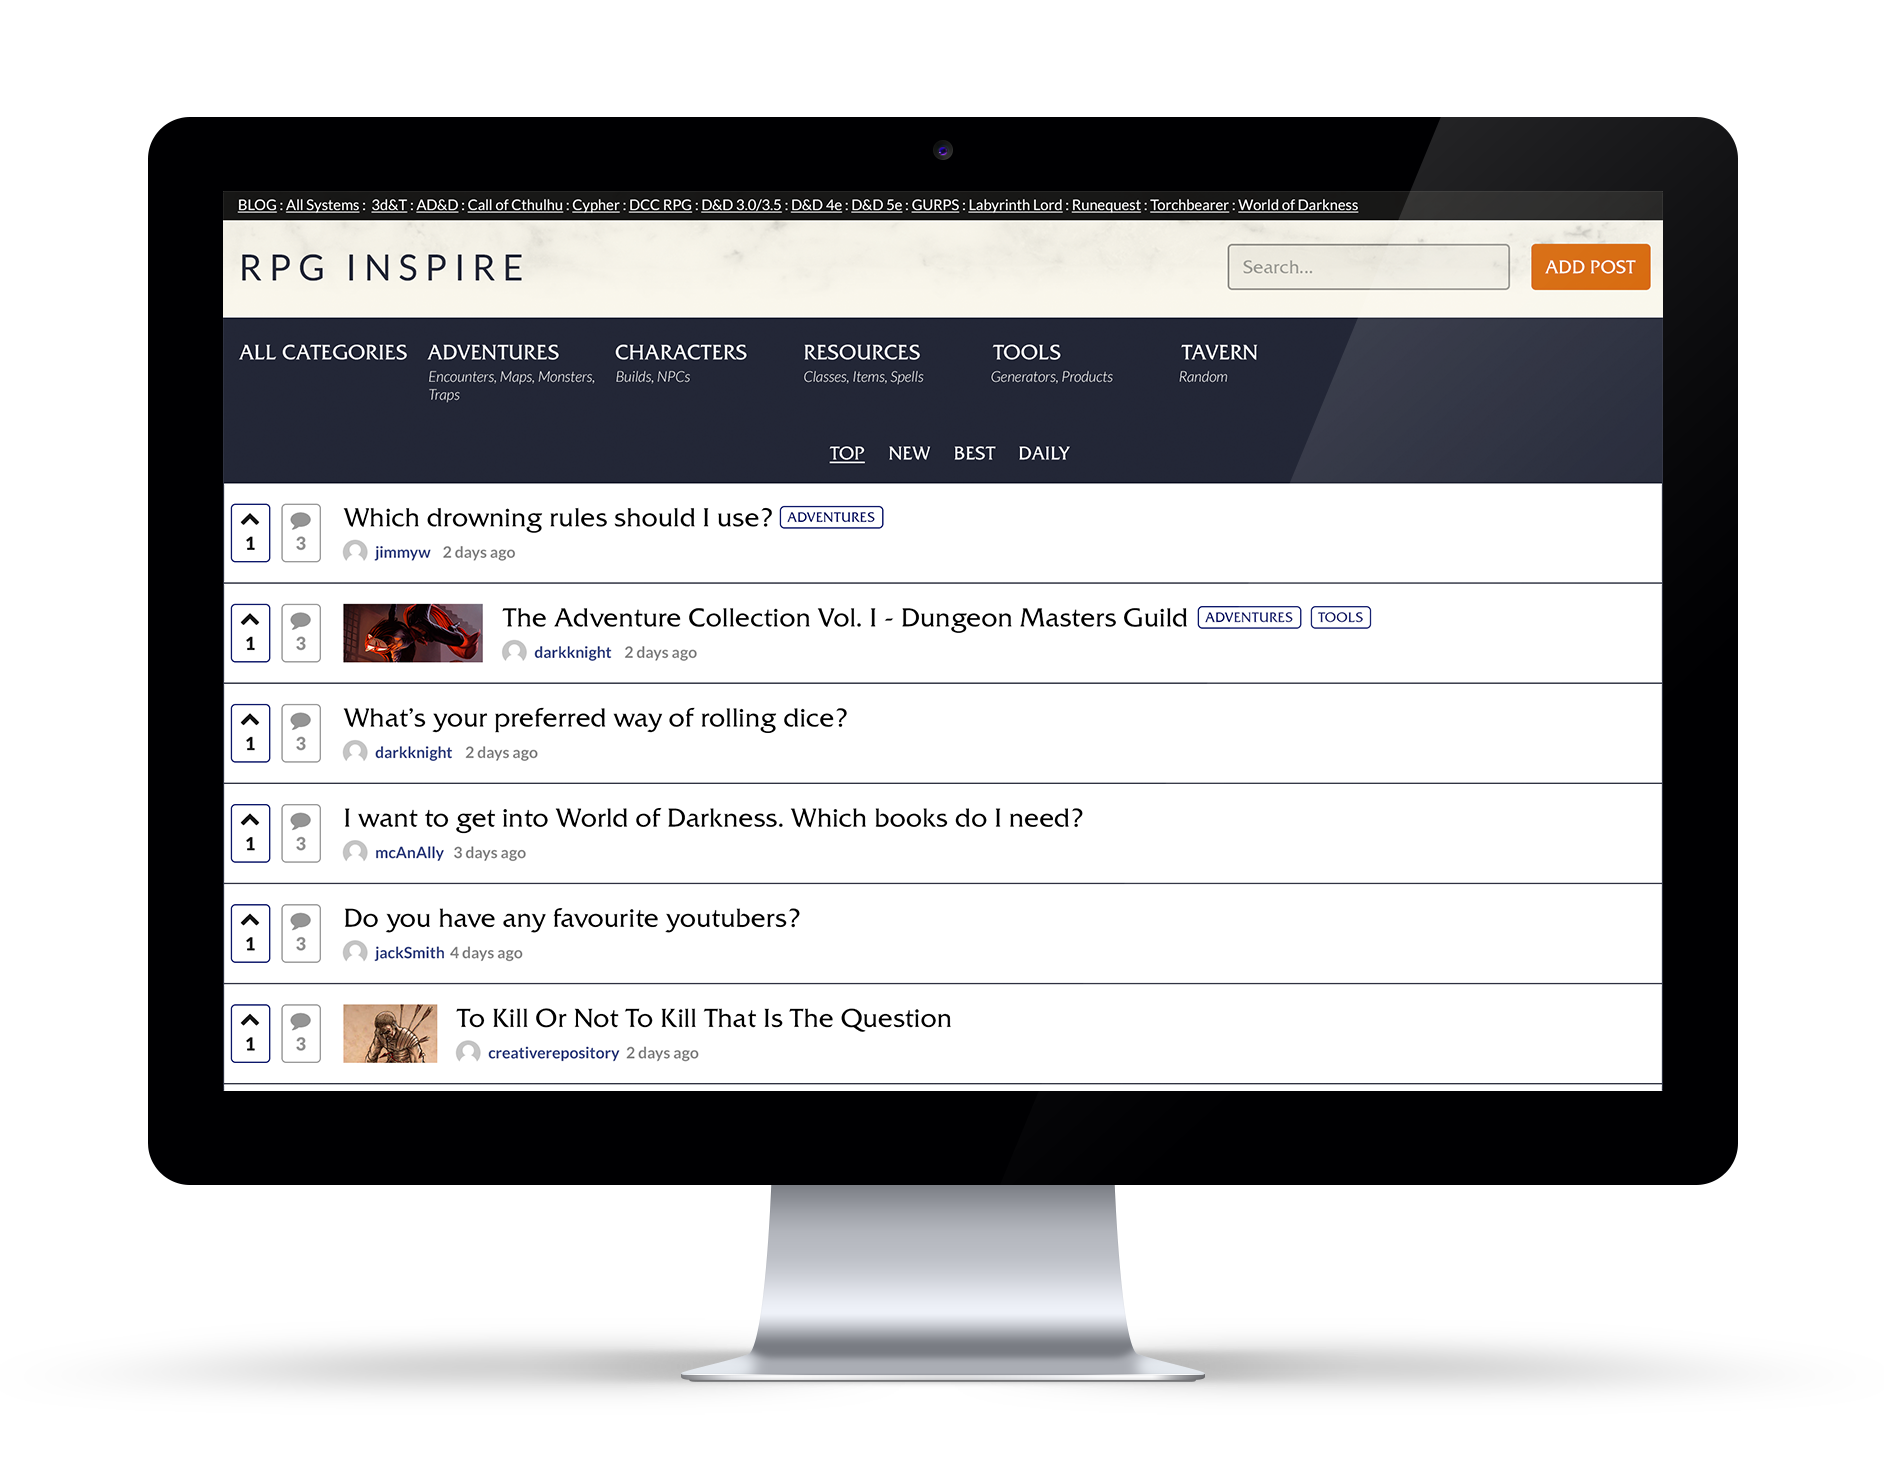 BLOG : All Systems : 3d&T : AD&D : Call of Cthulhu : Cypher : DCC RPG : D&D 3.0/3.5 : D&D 4e : D&D 5e : GURPS : Labyrinth Lord : Runequest : Torchbearer : World of Darkness
RPG INSPIRE
Search...
ADD POST
ALL CATEGORIES
ADVENTURES
Encounters, Maps, Monsters,
Traps
CHARACTERS
Builds, NPCs
RESOURCES
Classes, Items, Spells
TOOLS
Generators, Products
TAVERN
Random
TOP NEW BEST DAILY
1 3
Which drowning rules should I use? ADVENTURES
jimmyw 2 days ago
1 3
The Adventure Collection Vol. I - Dungeon Masters Guild ADVENTURES TOOLS
darkknight 2 days ago
1 3
What's your preferred way of rolling dice?
darkknight 2 days ago
1 3
I want to get into World of Darkness. Which books do I need?
mcAnAlly 3 days ago
1 3
Do you have any favourite youtubers?
jackSmith 4 days ago
1 3
To Kill Or Not To Kill That Is The Question
creativerepository 2 days ago